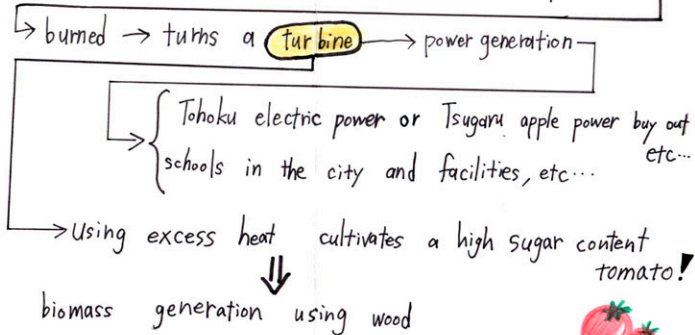 burned → turns a turbine → power generation
Tohoku electric power or Tsugaru apple power buy out
etc...
schools in the city and facilities, etc...
Using excess heat cultivates a high sugar content
tomato!
biomass generation using wood